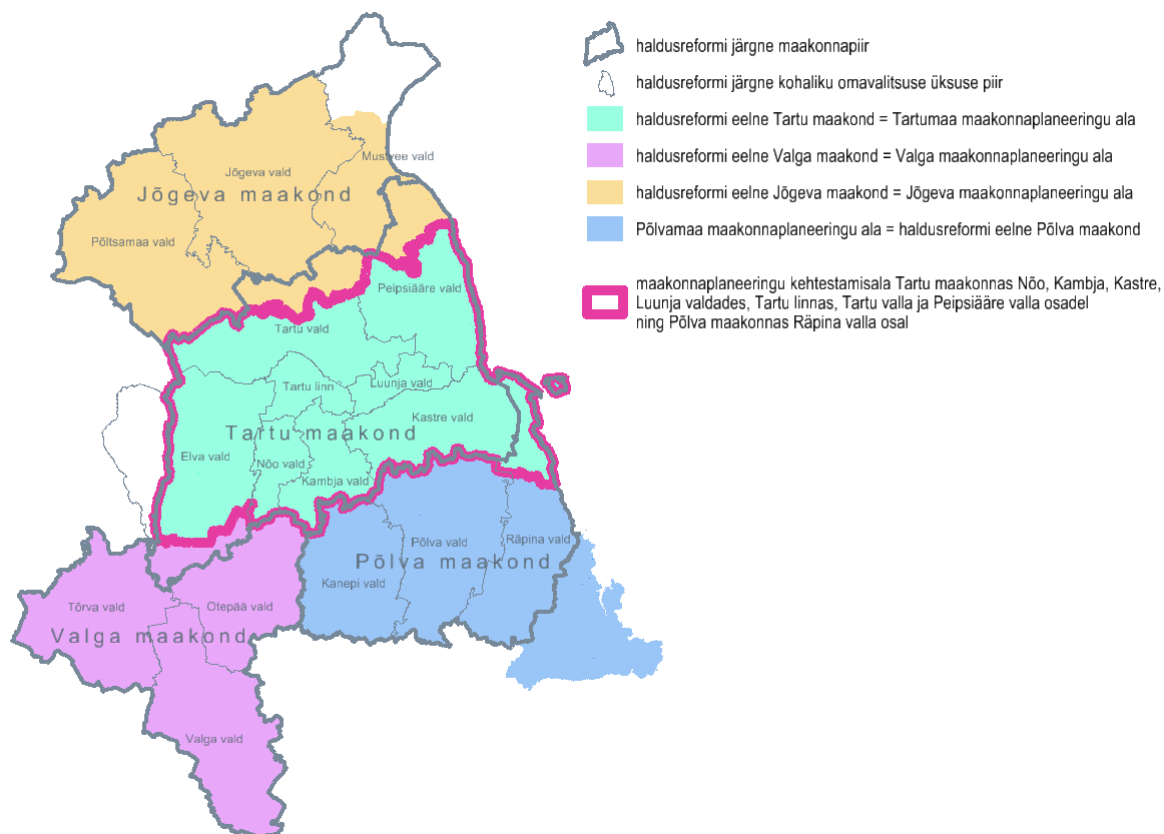 haldusreformi järgne maakonnapiir
haldusreformi järgne kohaliku omavalitsuse üksuse piir
haldusreformi eelne Tartu maakond = Tartumaa maakonnaplaneeringu ala
haldusreformi eelne Valga maakond = Valga maakonnaplaneeringu ala
haldusreformi eelne Jõgeva maakond = Jõgeva maakonnaplaneeringu ala
Põlvamaa maakonnaplaneeringu ala = haldusreformi eelne Põlva maakond
maakonnaplaneeringu kehtestamisala Tartu maakonnas Nõo, Kambja, Kastre,
Luunja valdades, Tartu linnas, Tartu valla ja Peipsiääre valla osadel
ning Põlva maakonnas Räpina valla osal
Mustvee vald
Jõgeva vald
Jõgeva maakond
Põltsamaa vald
Peipsiääre vald
Tartu vald
Tartu linn
Luunja vald
Kastre vald
Tartu maakond
Elva vald
Nõo vald
Kambja vald
Räpina vald
Põlva vald
Põlva maakond
Kanepi vald
Tõrva vald
Otepää vald
Valga maakond
Valga vald